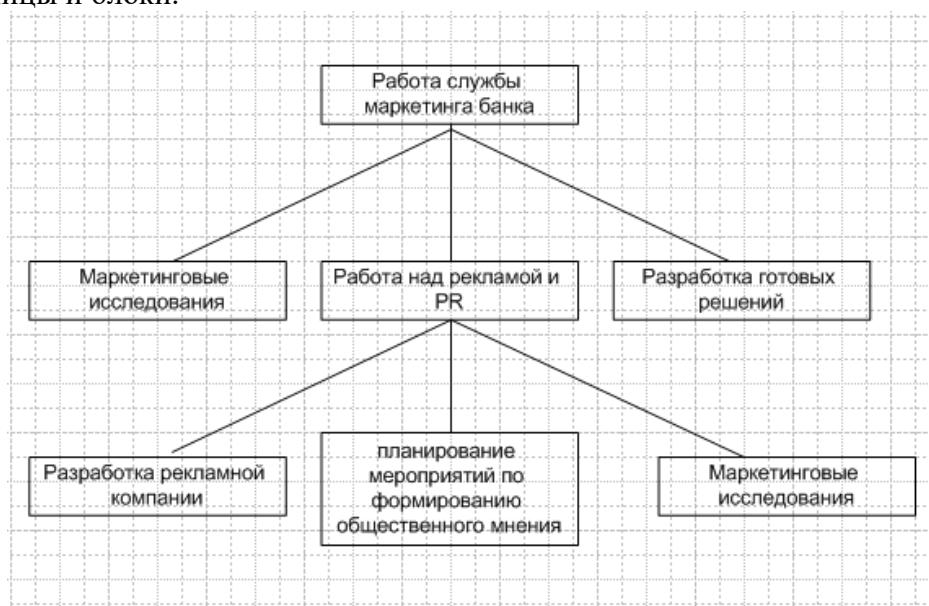 Работа службы
маркетинга банка
Маркетинговые
исследования
Работа над рекламой и
PR
Разработка готовых
решений
Разработка рекламной
компании
планирование
мероприятий по
формированию
общественного мнения
Маркетинговые
исследования